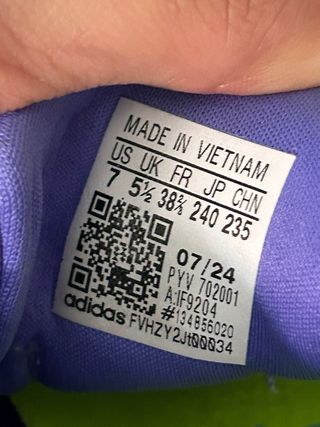 MADE IN VIETNAM
US UK FR JP CHN
7 5½ 38⅔ 240 235
07/24
PYV 702001
A:IF9204
#134856020
adidas FVHZY2Jt00034